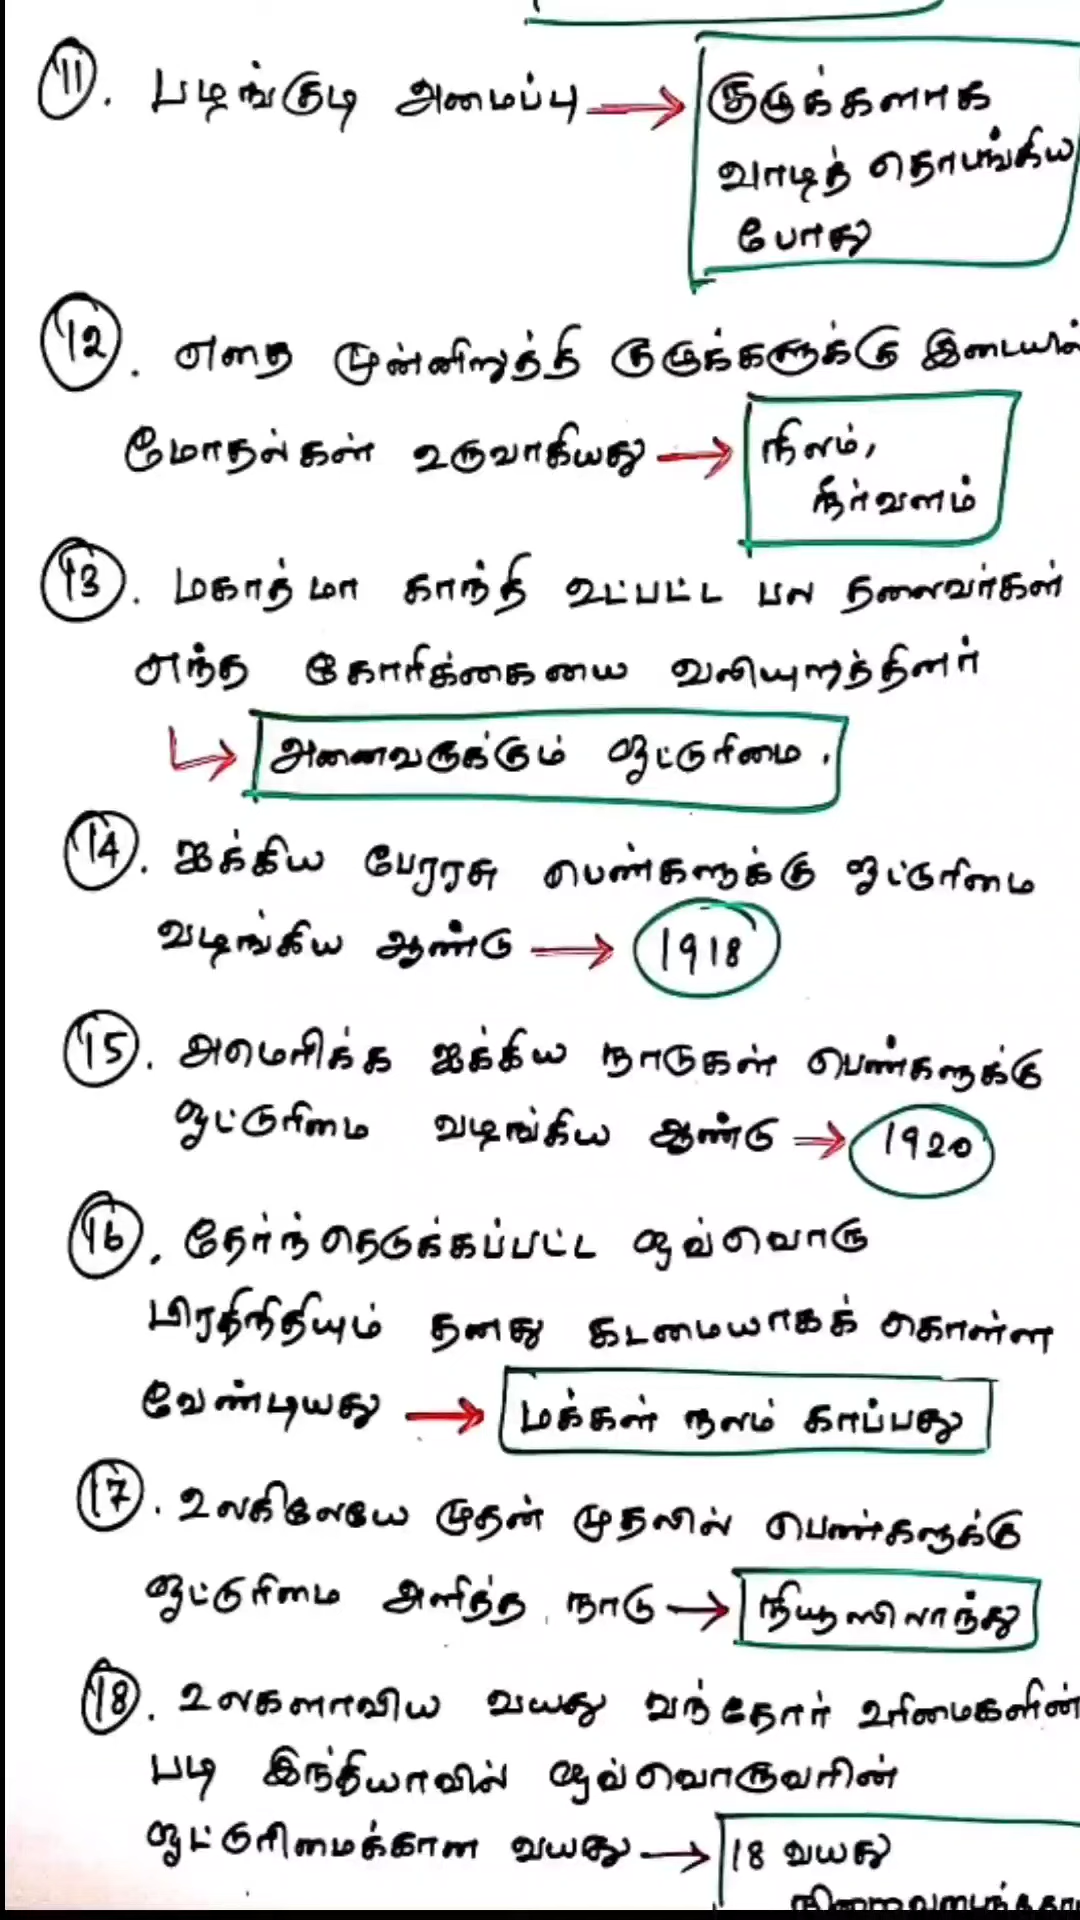 11. பழங்குடி அமைப்பு → குழுக்களாக
வாழத் தொடங்கிய
போது
12. எதை முன்னிறுத்தி குழுக்களுக்கு இடையில்
மோதல்கள் உருவாகியது → நிலம்,
நீர்வளம்
13. மகாத்மா காந்தி உட்பட்ட பல தலைவர்கள்
எந்த கோரிக்கையை வலியுறுத்தினர்
↳ அனைவருக்கும் ஓட்டுரிமை.
14. ஐக்கிய பேரரசு பெண்களுக்கு ஓட்டுரிமை
வழங்கிய ஆண்டு → 1918
15. அமெரிக்க ஐக்கிய நாடுகள் பெண்களுக்கு
ஓட்டுரிமை வழங்கிய ஆண்டு → 1920
16. தேர்ந்தெடுக்கப்பட்ட ஒவ்வொரு
பிரதிநிதியும் தனது கடமையாகக் கொள்ள
வேண்டியது → மக்கள் நலம் காப்பது
17. உலகிலேயே முதன் முதலில் பெண்களுக்கு
ஓட்டுரிமை அளித்த நாடு → நியூஸிலாந்து
18. உலகளாவிய வயது வந்தோர் உரிமைகளின்
படி இந்தியாவில் ஒவ்வொருவரின்
ஓட்டுரிமைக்கான வயது → 18 வயது